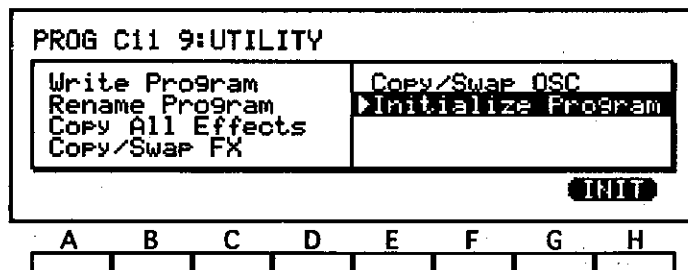 PROG C11 9:UTILITY
Write Program
Rename Program
Copy All Effects
Copy/Swap FX
Copy/Swap OSC
▶Initialize Program
INIT
A B C D E F G H